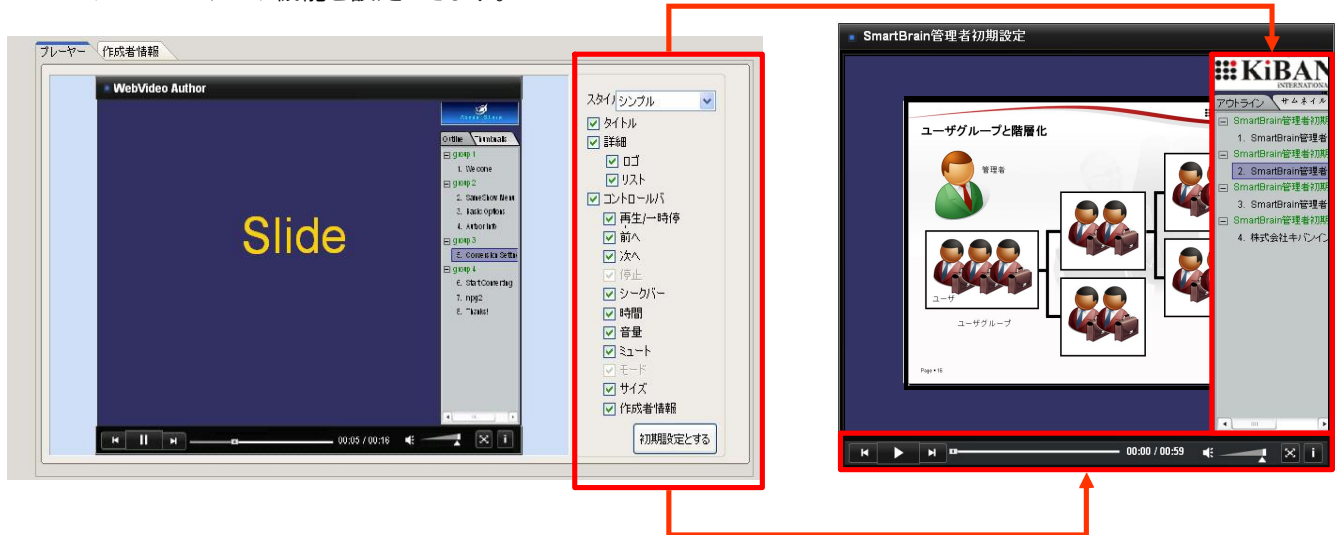 機能を設定できます。
プレーヤー 作成者情報
WebVideo Author
Outline Thumbnails
group 1
1. Welcome
group 2
group 3
group 4
6. Start Converting
7. mpg2
8. Thanks!
Slide
00:05 / 00:16
スタイル シンプル
タイトル
詳細
ロゴ
リスト
コントロールバ
再生/一時停
前へ
次へ
停止
シークバー
時間
音量
ミュート
モード
サイズ
作成者情報
初期設定とする
SmartBrain管理者初期設定
ユーザグループと階層化
管理者
ユーザ
ユーザグループ
Page • 16
KiBAN
INTERNATIONA
アウトライン サムネイル
SmartBrain管理者初期
1. SmartBrain管理者
SmartBrain管理者初期
2. SmartBrain管理者
SmartBrain管理者初期
3. SmartBrain管理者
SmartBrain管理者初期
4. 株式会社キバンイン
00:00 / 00:59